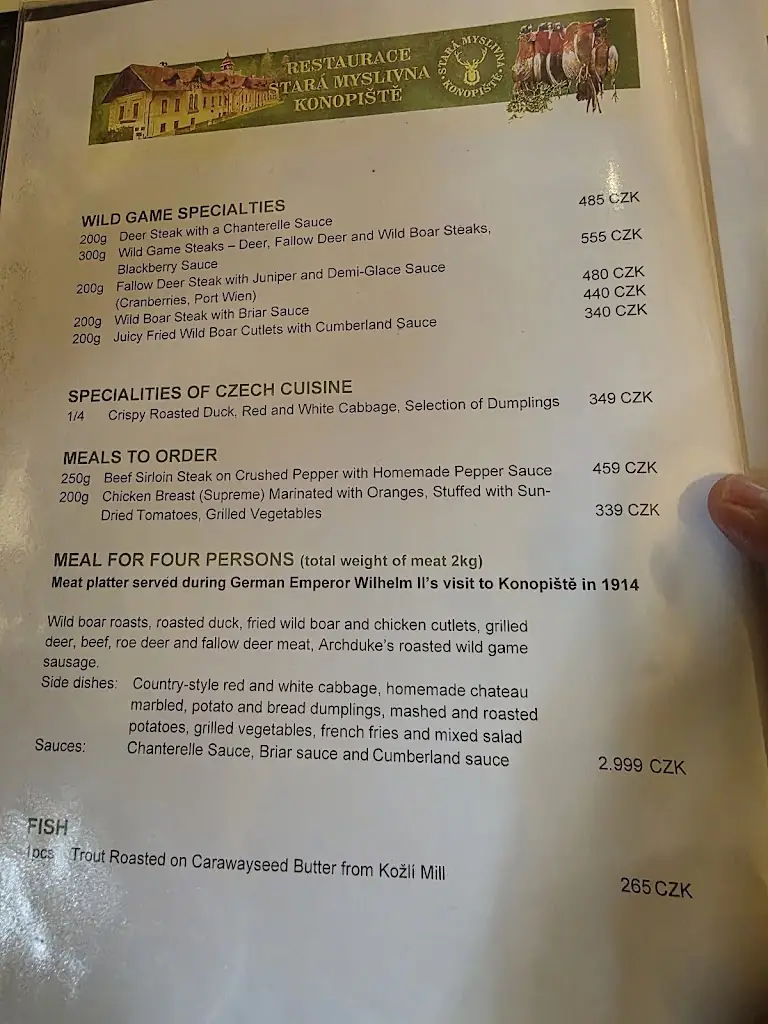 RESTAURACE
STARÁ MYSLIVNA
KONOPIŠTĚ
STARÁ MYSLIVNA
KONOPIŠTĚ
WILD GAME SPECIALTIES
200g Deer Steak with a Chanterelle Sauce 485 CZK
300g Wild Game Steaks – Deer, Fallow Deer and Wild Boar Steaks,
Blackberry Sauce 555 CZK
200g Fallow Deer Steak with Juniper and Demi-Glace Sauce
(Cranberries, Port Wien) 480 CZK
200g Wild Boar Steak with Briar Sauce 440 CZK
200g Juicy Fried Wild Boar Cutlets with Cumberland Sauce 340 CZK
SPECIALITIES OF CZECH CUISINE
1/4 Crispy Roasted Duck, Red and White Cabbage, Selection of Dumplings 349 CZK
MEALS TO ORDER
250g Beef Sirloin Steak on Crushed Pepper with Homemade Pepper Sauce 459 CZK
200g Chicken Breast (Supreme) Marinated with Oranges, Stuffed with Sun-
Dried Tomatoes, Grilled Vegetables 339 CZK
MEAL FOR FOUR PERSONS (total weight of meat 2kg)
Meat platter served during German Emperor Wilhelm II's visit to Konopiště in 1914
Wild boar roasts, roasted duck, fried wild boar and chicken cutlets, grilled
deer, beef, roe deer and fallow deer meat, Archduke's roasted wild game
sausage.
Side dishes: Country-style red and white cabbage, homemade chateau
marbled, potato and bread dumplings, mashed and roasted
potatoes, grilled vegetables, french fries and mixed salad
Sauces: Chanterelle Sauce, Briar sauce and Cumberland sauce 2.999 CZK
FISH
1pcs Trout Roasted on Carawayseed Butter from Kožlí Mill 265 CZK